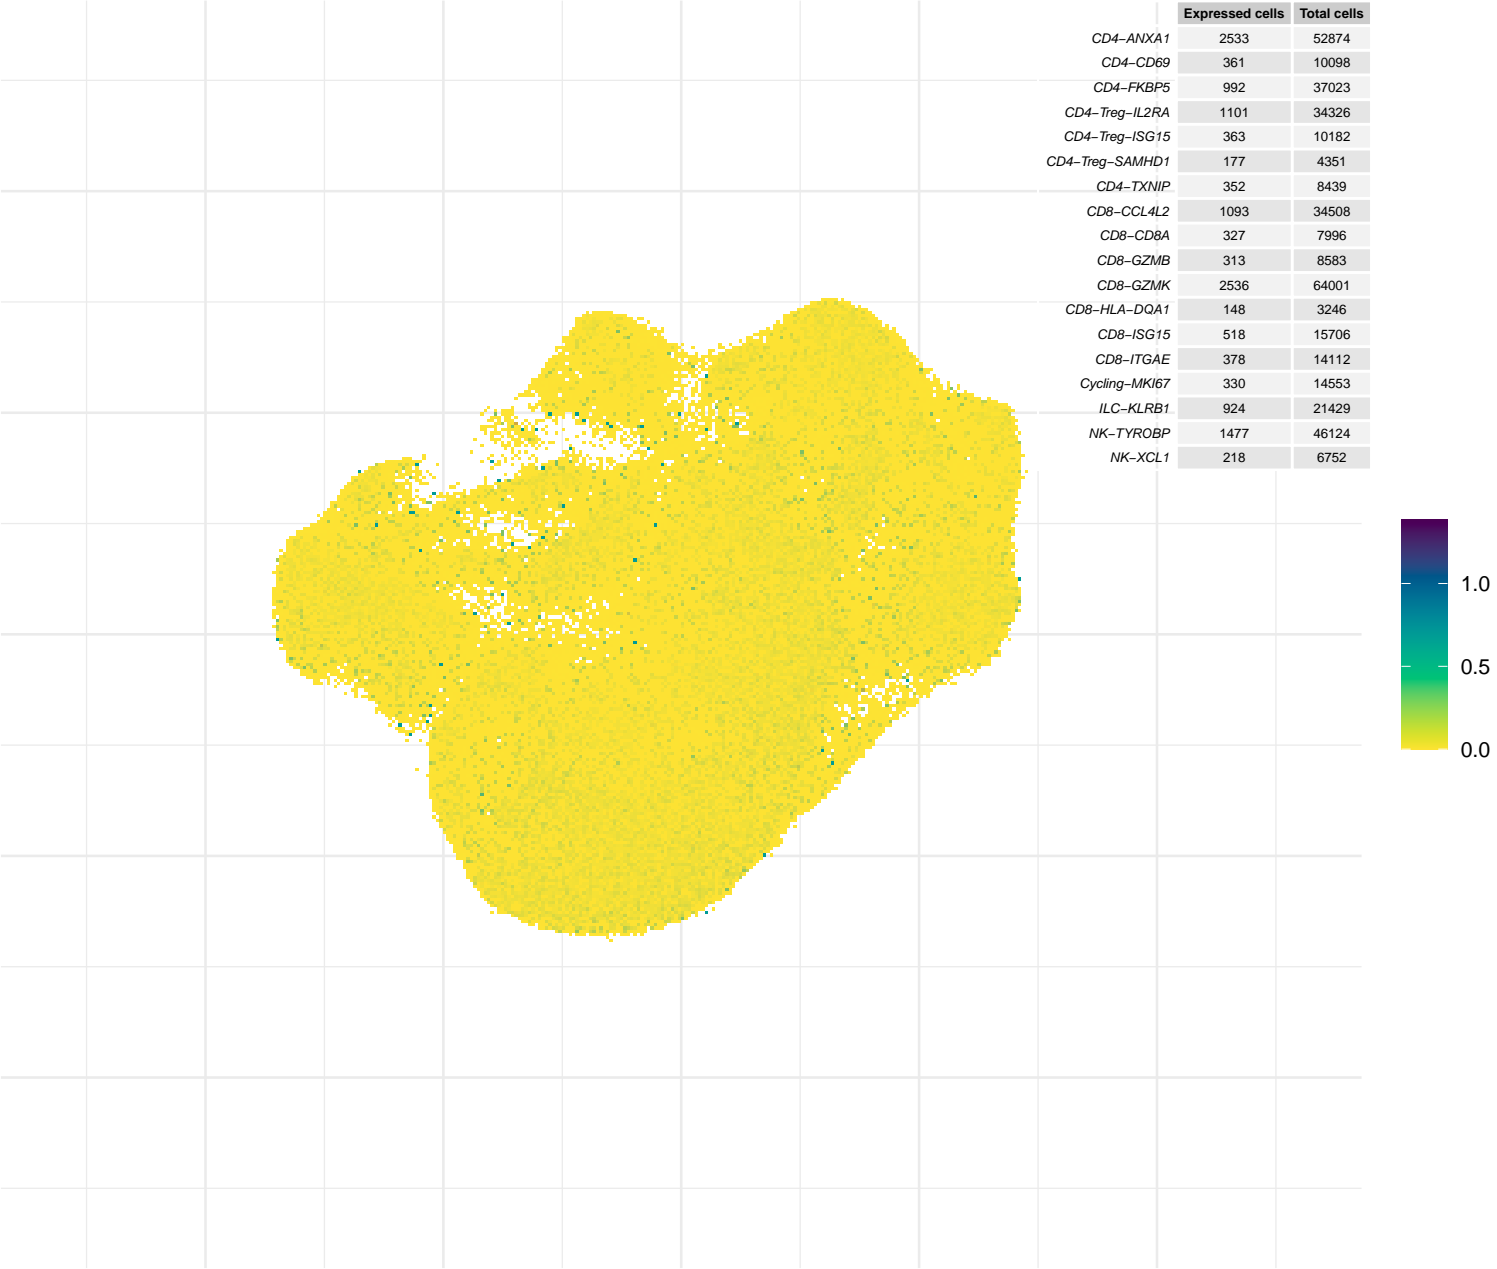 Expressed cells Total cells
CD4−ANXA1 2533 52874
CD4−CD69 361 10098
CD4−FKBP5 992 37023
CD4−Treg−IL2RA 1101 34326
CD4−Treg−ISG15 363 10182
CD4−Treg−SAMHD1 177 4351
CD4−TXNIP 352 8439
CD8−CCL4L2 1093 34508
CD8−CD8A 327 7996
CD8−GZMB 313 8583
CD8−GZMK 2536 64001
CD8−HLA−DQA1 148 3246
CD8−ISG15 518 15706
CD8−ITGAE 378 14112
Cycling−MKI67 330 14553
ILC−KLRB1 924 21429
NK−TYROBP 1477 46124
NK−XCL1 218 6752
1.0
0.5
0.0